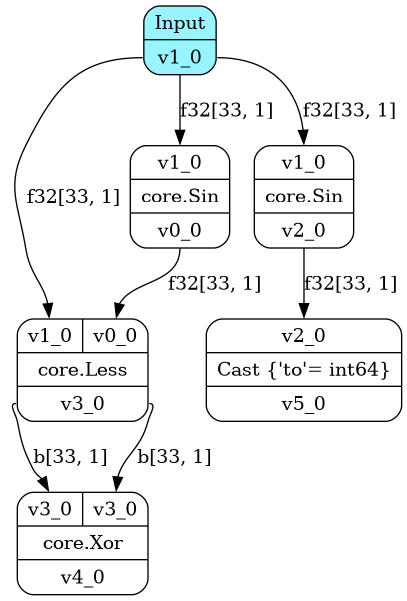 Input
v1_0
f32[33, 1]
f32[33, 1]
f32[33, 1]
v1_0
core.Sin
v0_0
v1_0
core.Sin
v2_0
f32[33, 1]
f32[33, 1]
v1_0 v0_0
core.Less
v3_0
v2_0
Cast {'to'= int64}
v5_0
b[33, 1]
b[33, 1]
v3_0 v3_0
core.Xor
v4_0